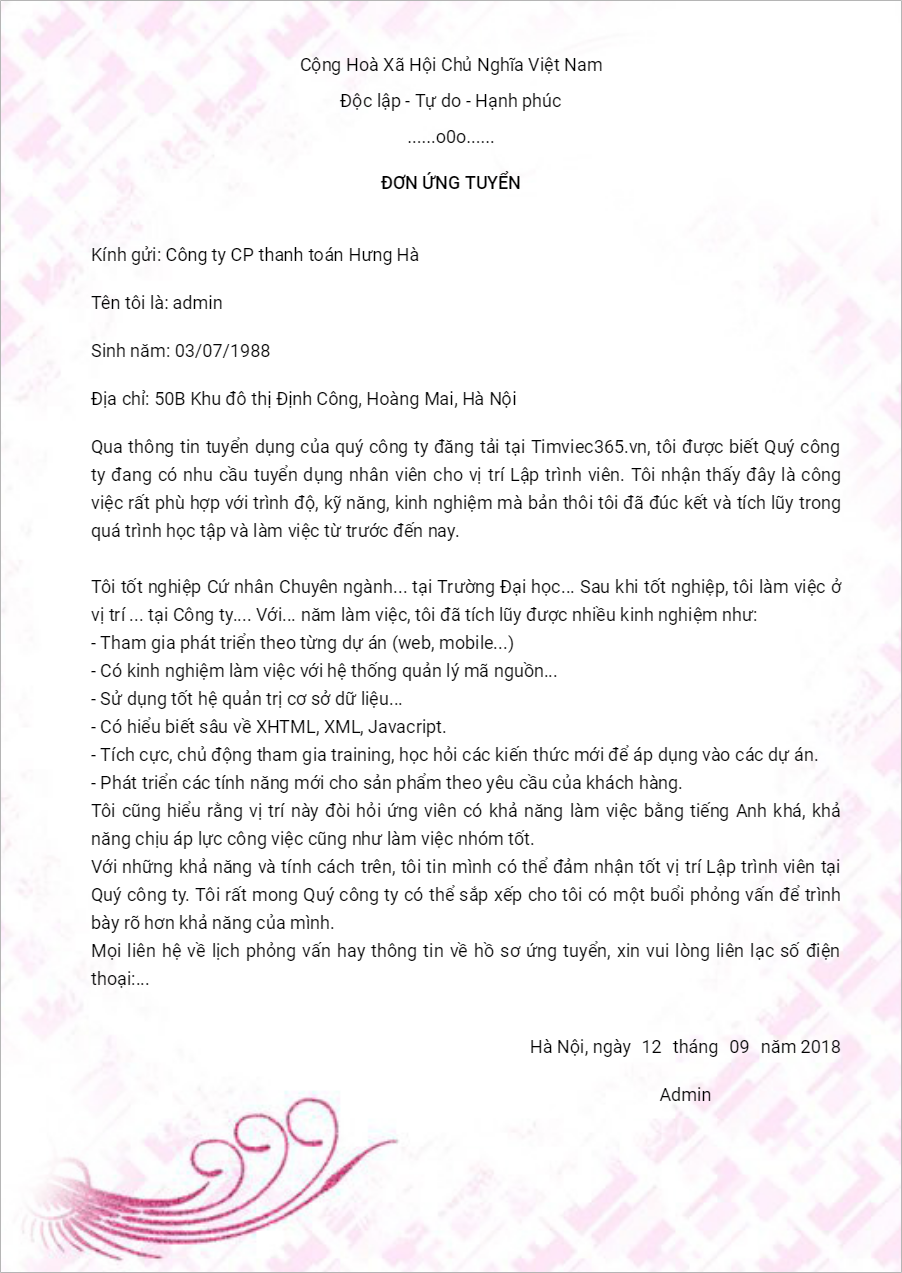 Cộng Hoà Xã Hội Chủ Nghĩa Việt Nam
Độc lập - Tự do - Hạnh phúc
......o0o......
ĐƠN ỨNG TUYỂN
Kính gửi: Công ty CP thanh toán Hưng Hà
Tên tôi là: admin
Sinh năm: 03/07/1988
Địa chỉ: 50B Khu đô thị Định Công, Hoàng Mai, Hà Nội
Qua thông tin tuyển dụng của quý công ty đăng tải tại Timviec365.vn, tôi được biết Quý công
ty đang có nhu cầu tuyển dụng nhân viên cho vị trí Lập trình viên. Tôi nhận thấy đây là công
việc rất phù hợp với trình độ, kỹ năng, kinh nghiệm mà bản thôi tôi đã đúc kết và tích lũy trong
quá trình học tập và làm việc từ trước đến nay.
Tôi tốt nghiệp Cứ nhân Chuyên ngành... tại Trường Đại học... Sau khi tốt nghiệp, tôi làm việc ở
vị trí ... tại Công ty.... Với... năm làm việc, tôi đã tích lũy được nhiều kinh nghiệm như:
- Tham gia phát triển theo từng dự án (web, mobile...)
- Có kinh nghiệm làm việc với hệ thống quản lý mã nguồn...
- Sử dụng tốt hệ quản trị cơ sở dữ liệu...
- Có hiểu biết sâu về XHTML, XML, Javacript.
- Tích cực, chủ động tham gia training, học hỏi các kiến thức mới để áp dụng vào các dự án.
- Phát triển các tính năng mới cho sản phẩm theo yêu cầu của khách hàng.
Tôi cũng hiểu rằng vị trí này đòi hỏi ứng viên có khả năng làm việc bằng tiếng Anh khá, khả
năng chịu áp lực công việc cũng như làm việc nhóm tốt.
Với những khả năng và tính cách trên, tôi tin mình có thể đảm nhận tốt vị trí Lập trình viên tại
Quý công ty. Tôi rất mong Quý công ty có thể sắp xếp cho tôi có một buổi phỏng vấn để trình
bày rõ hơn khả năng của mình.
Mọi liên hệ về lịch phỏng vấn hay thông tin về hồ sơ ứng tuyển, xin vui lòng liên lạc số điện
thoại:...
Hà Nội, ngày 12 tháng 09 năm 2018
Admin